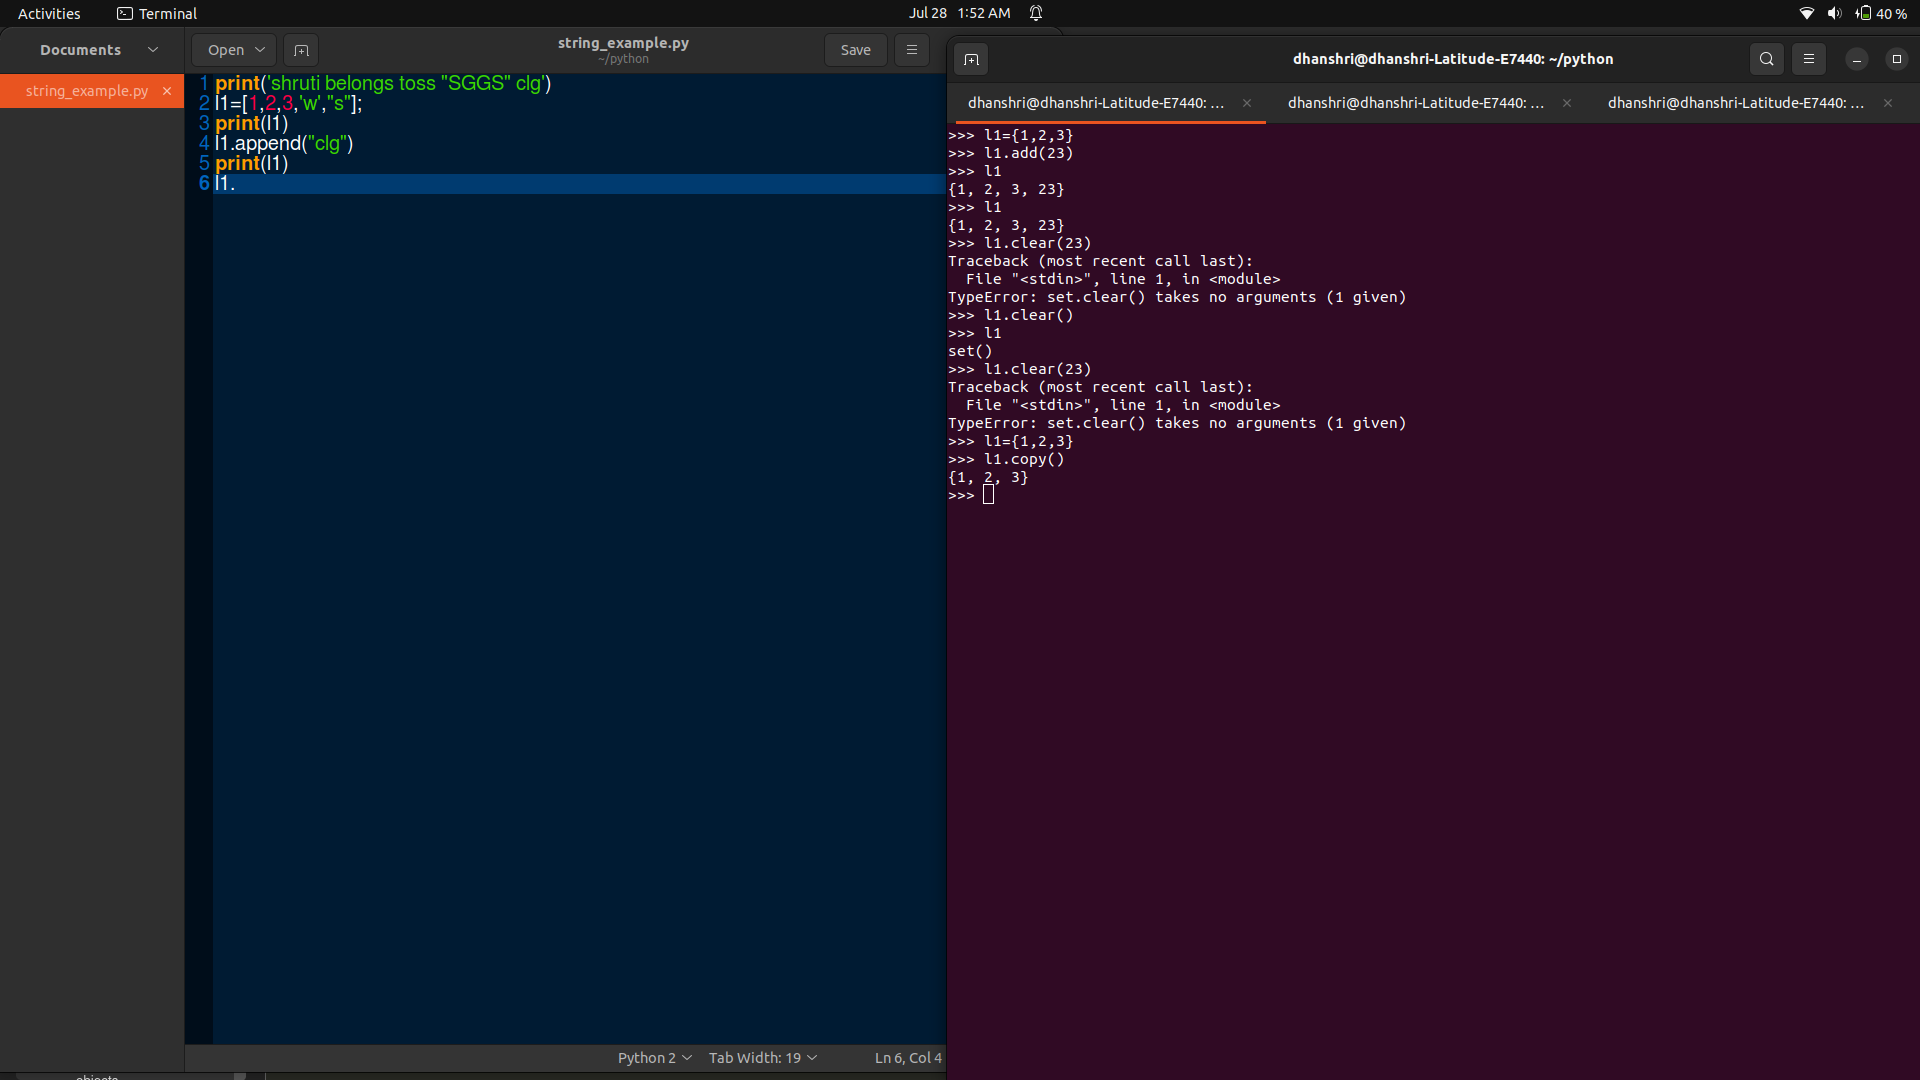 Activities Terminal Jul 28 1:52 AM 40 %
Documents Open string_example.py Save
~/python
string_example.py ×
1 print('shruti belongs toss "SGGS" clg')
2 l1=[1,2,3,'w',"s"];
3 print(l1)
4 l1.append("clg")
5 print(l1)
6 l1.
Python 2 Tab Width: 19 Ln 6, Col 4
objects
dhanshri@dhanshri-Latitude-E7440: ~/python
dhanshri@dhanshri-Latitude-E7440: ... × dhanshri@dhanshri-Latitude-E7440: ... × dhanshri@dhanshri-Latitude-E7440: ... ×
>>> l1={1,2,3}
>>> l1.add(23)
>>> l1
{1, 2, 3, 23}
>>> l1
{1, 2, 3, 23}
>>> l1.clear(23)
Traceback (most recent call last):
  File "<stdin>", line 1, in <module>
TypeError: set.clear() takes no arguments (1 given)
>>> l1.clear()
>>> l1
set()
>>> l1.clear(23)
Traceback (most recent call last):
  File "<stdin>", line 1, in <module>
TypeError: set.clear() takes no arguments (1 given)
>>> l1={1,2,3}
>>> l1.copy()
{1, 2, 3}
>>>